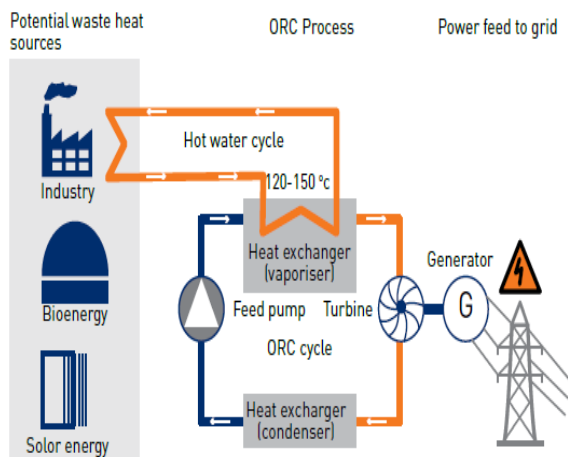 Potential waste heat
sources
ORC Process
Power feed to grid
Hot water cycle
120-150 °c
Industry
Heat exchanger
(vaporiser)
Generator
Bioenergy
Feed pump
Turbine
G
ORC cycle
Heat excharger
(condenser)
Solor energy